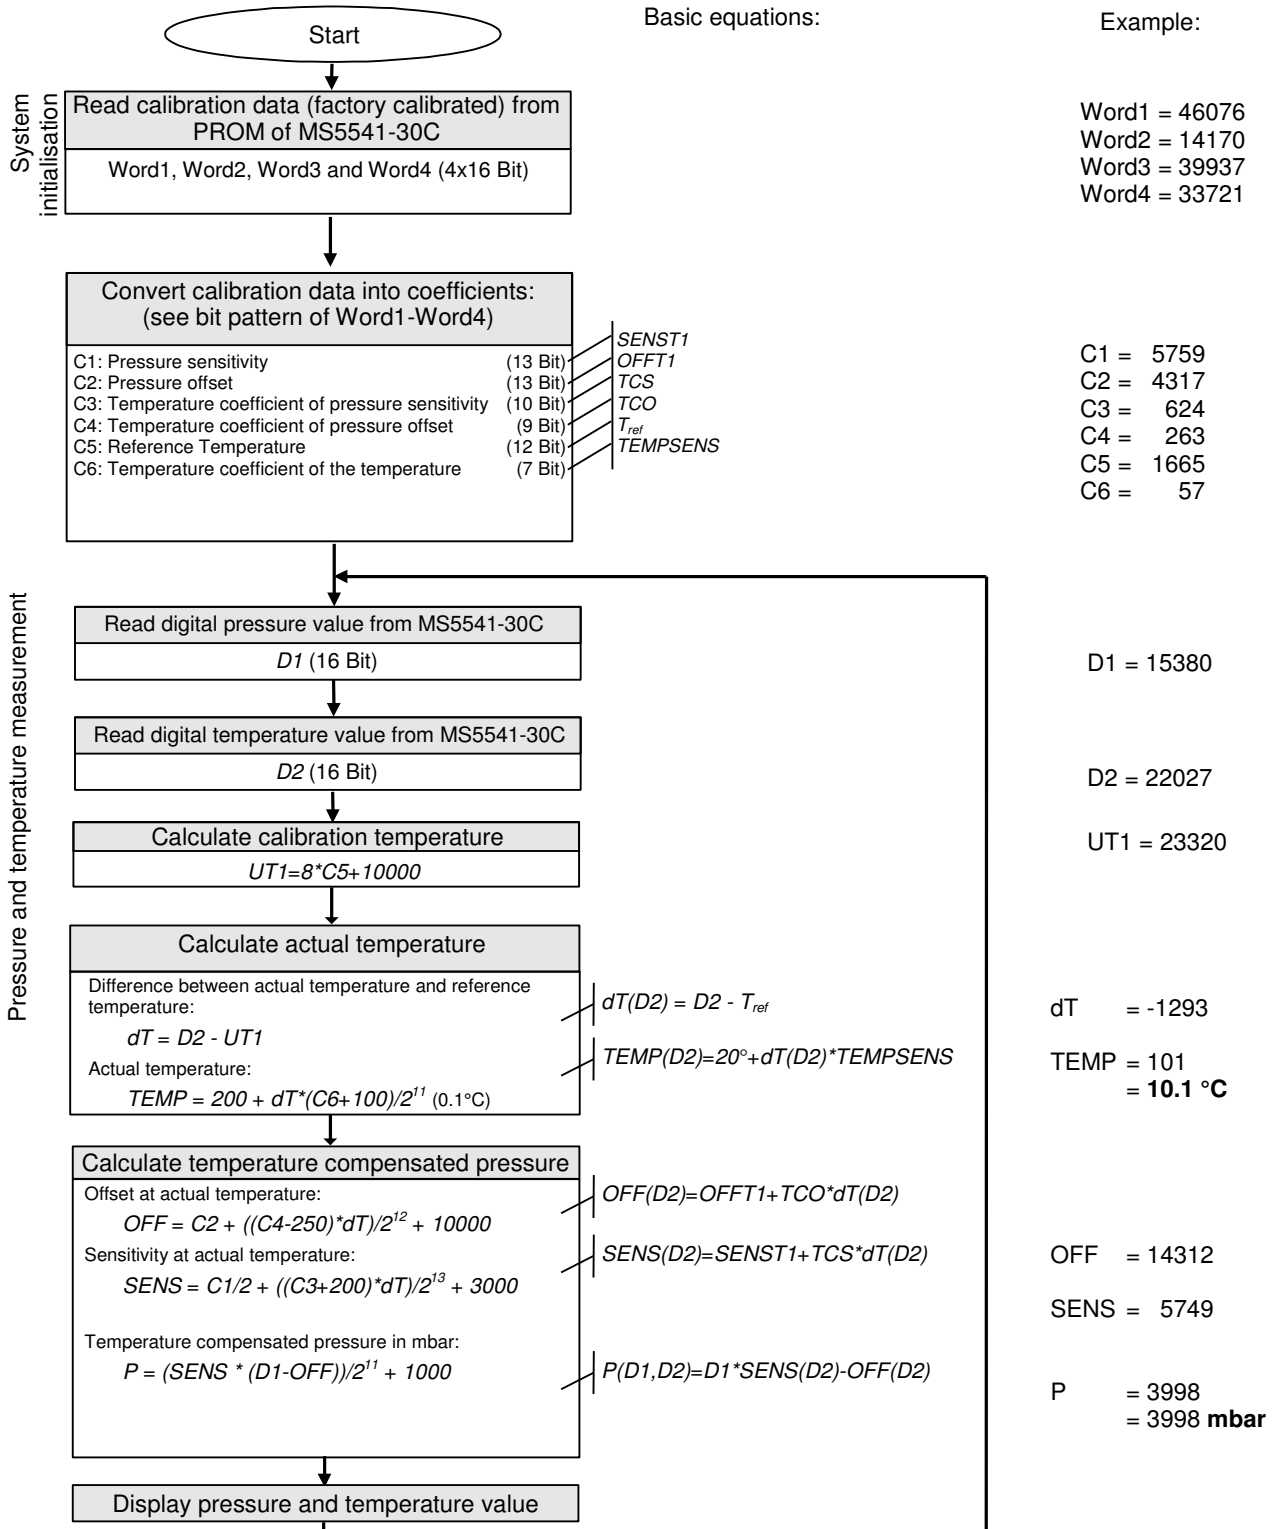 Start
Basic equations:
Example:
System
initialisation
Read calibration data (factory calibrated) from
PROM of MS5541-30C
Word1, Word2, Word3 and Word4 (4x16 Bit)
Word1 = 46076
Word2 = 14170
Word3 = 39937
Word4 = 33721
Convert calibration data into coefficients:
(see bit pattern of Word1-Word4)
C1: Pressure sensitivity (13 Bit) SENST1
C2: Pressure offset (13 Bit) OFFT1
C3: Temperature coefficient of pressure sensitivity (10 Bit) TCS
C4: Temperature coefficient of pressure offset (9 Bit) TCO
C5: Reference Temperature (12 Bit) T_ref
C6: Temperature coefficient of the temperature (7 Bit) TEMPSENS
C1 = 5759
C2 = 4317
C3 = 624
C4 = 263
C5 = 1665
C6 = 57
Pressure and temperature measurement
Read digital pressure value from MS5541-30C
D1 (16 Bit)
D1 = 15380
Read digital temperature value from MS5541-30C
D2 (16 Bit)
D2 = 22027
Calculate calibration temperature
UT1=8*C5+10000
UT1 = 23320
Calculate actual temperature
Difference between actual temperature and reference
temperature:
dT = D2 - UT1
dT(D2) = D2 - T_ref
dT = -1293
Actual temperature:
TEMP = 200 + dT*(C6+100)/2^11 (0.1°C)
TEMP(D2)=20°+dT(D2)*TEMPSENS
TEMP = 101
= 10.1 °C
Calculate temperature compensated pressure
Offset at actual temperature:
OFF = C2 + ((C4-250)*dT)/2^12 + 10000
OFF(D2)=OFFT1+TCO*dT(D2)
OFF = 14312
Sensitivity at actual temperature:
SENS = C1/2 + ((C3+200)*dT)/2^13 + 3000
SENS(D2)=SENST1+TCS*dT(D2)
SENS = 5749
Temperature compensated pressure in mbar:
P = (SENS * (D1-OFF))/2^11 + 1000
P(D1,D2)=D1*SENS(D2)-OFF(D2)
P = 3998
= 3998 mbar
Display pressure and temperature value